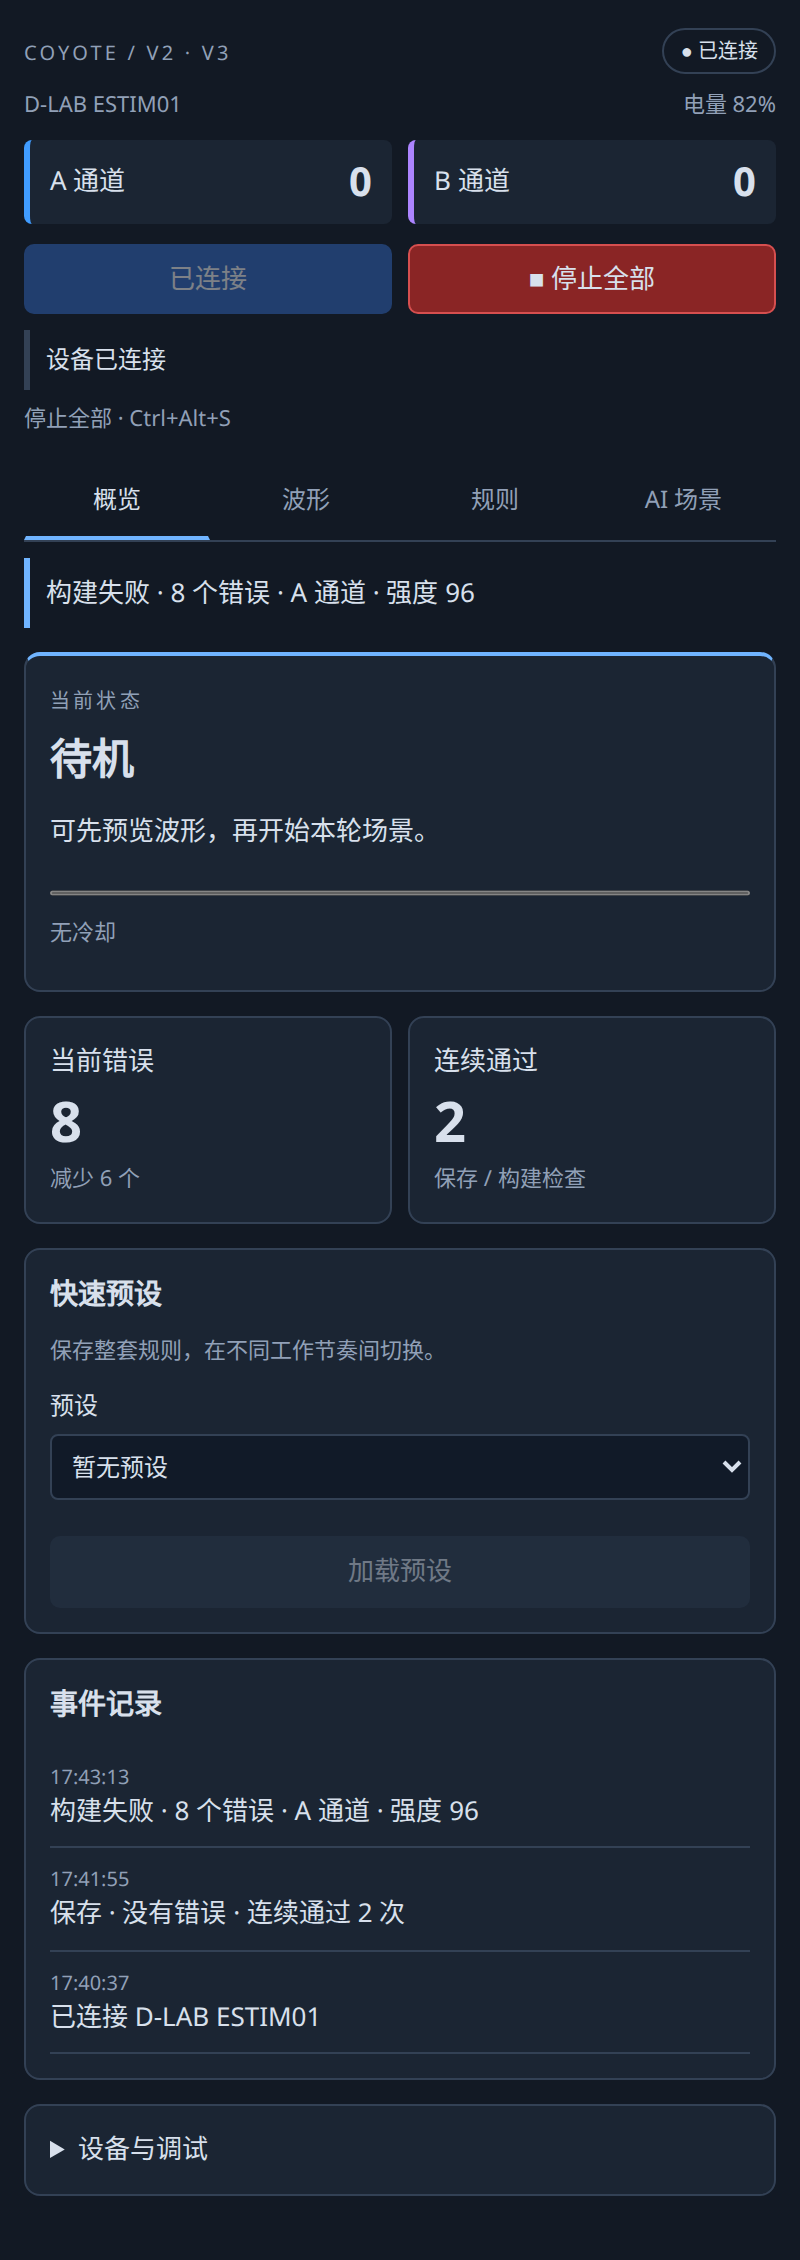 COYOTE / V2 · V3
● 已连接
D-LAB ESTIM01
电量 82%
A 通道
0
B 通道
0
已连接
■ 停止全部
设备已连接
停止全部 · Ctrl+Alt+S
概览
波形
规则
AI 场景
构建失败 · 8 个错误 · A 通道 · 强度 96
当前状态
待机
可先预览波形，再开始本轮场景。
无冷却
当前错误
8
减少 6 个
连续通过
2
保存 / 构建检查
快速预设
保存整套规则，在不同工作节奏间切换。
预设
暂无预设
加载预设
事件记录
17:43:13
构建失败 · 8 个错误 · A 通道 · 强度 96
17:41:55
保存 · 没有错误 · 连续通过 2 次
17:40:37
已连接 D-LAB ESTIM01
▶ 设备与调试